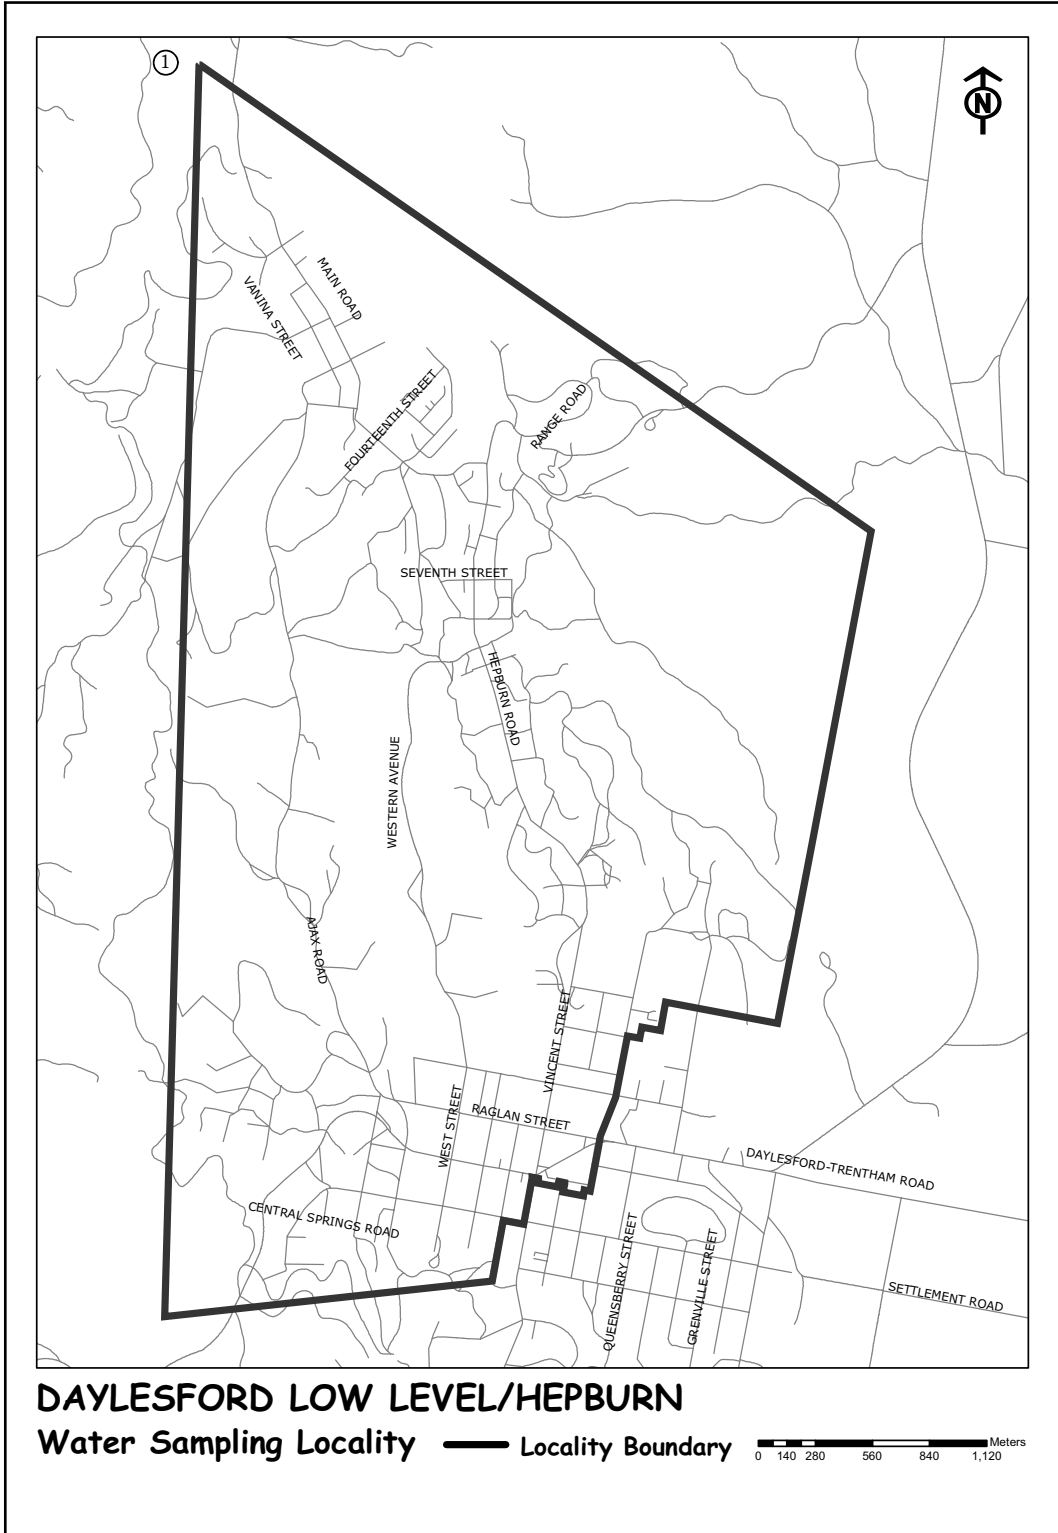 1
N
MAIN ROAD
VANINA STREET
FOURTEENTH STREET
RANGE ROAD
SEVENTH STREET
HEPBURN ROAD
WESTERN AVENUE
AJAX ROAD
VINCENT STREET
RAGLAN STREET
WEST STREET
DAYLESFORD-TRENTHAM ROAD
CENTRAL SPRINGS ROAD
QUEENSBERRY STREET
GRENVILLE STREET
SETTLEMENT ROAD
DAYLESFORD LOW LEVEL/HEPBURN
Water Sampling Locality
Locality Boundary
Meters
0 140 280 560 840 1,120